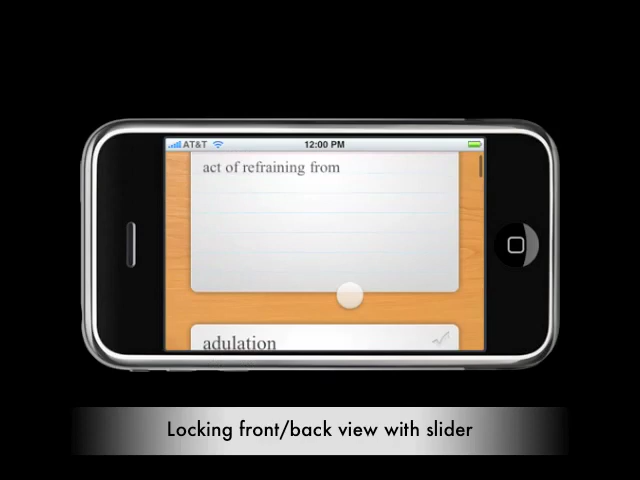 AT&T 12:00 PM
act of refraining from
adulation
Locking front/back view with slider